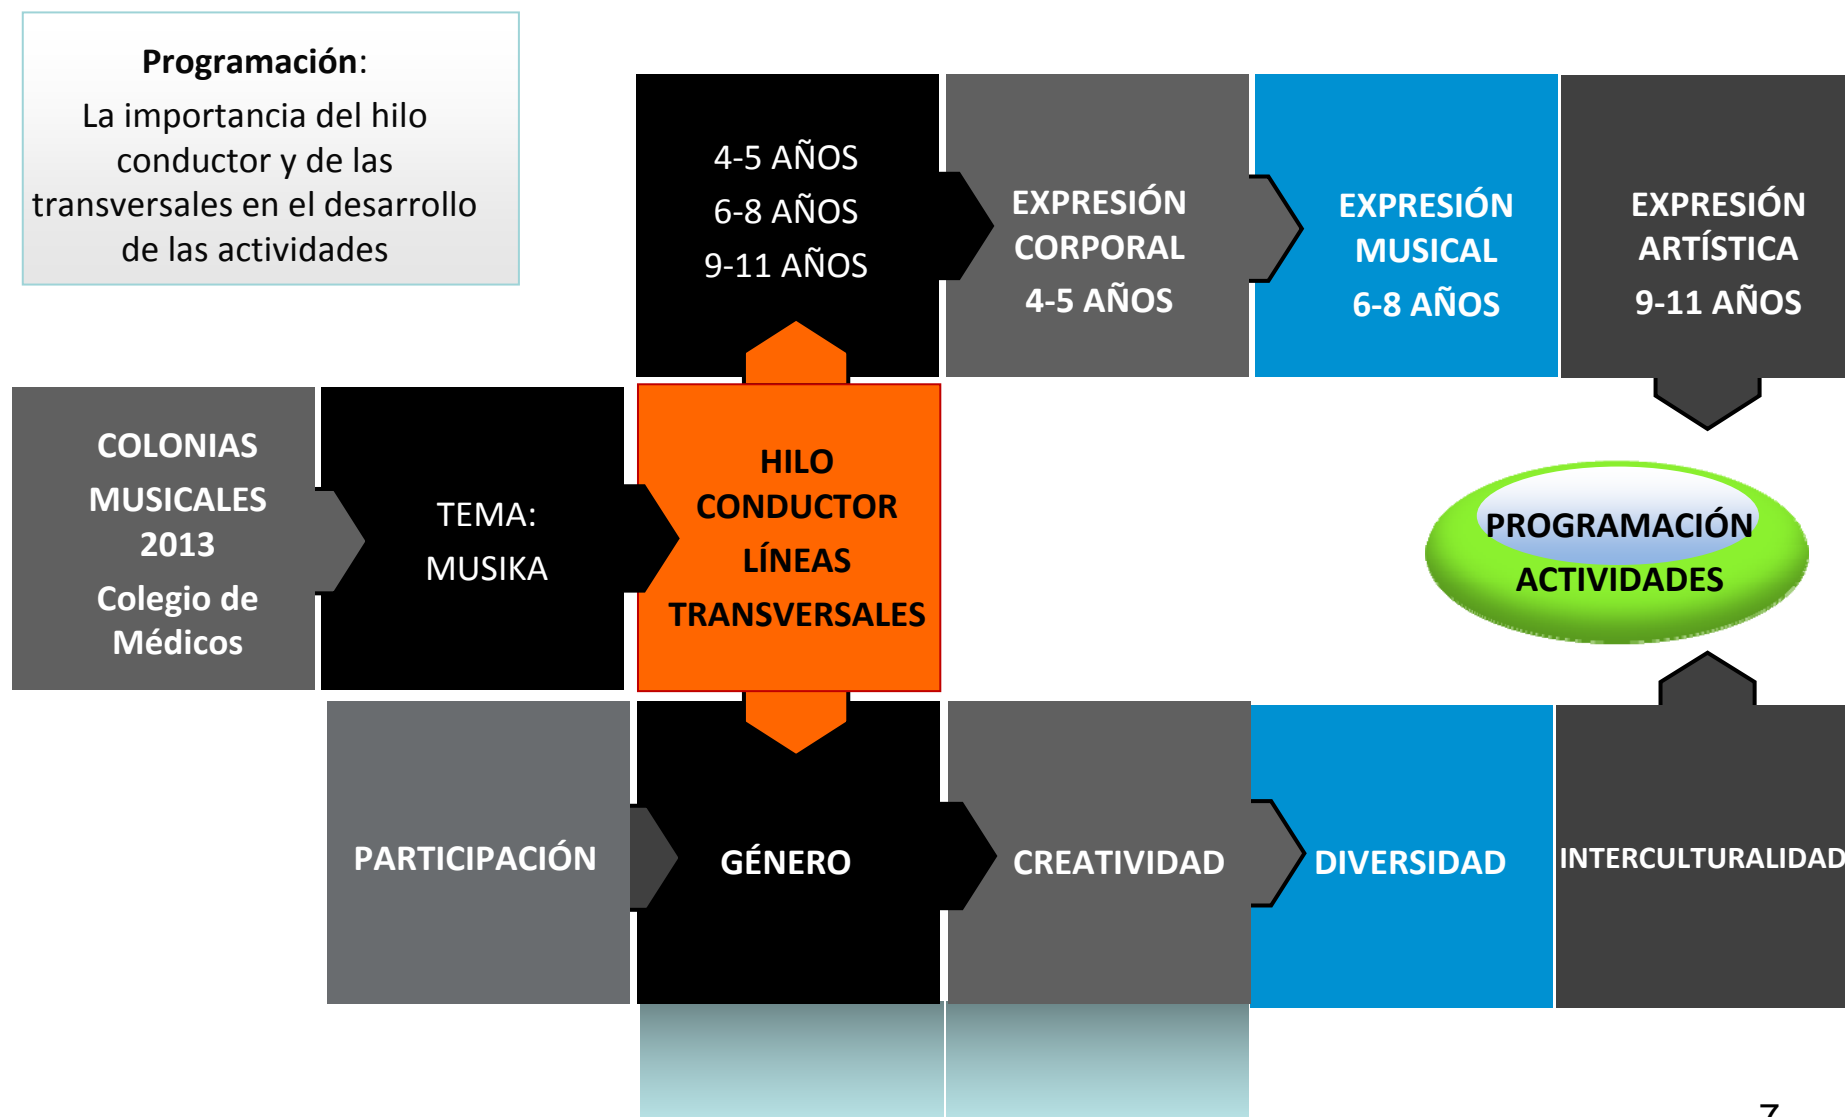 Programación:
La importancia del hilo
conductor y de las
transversales en el desarrollo
de las actividades
4-5 AÑOS
6-8 AÑOS
9-11 AÑOS
EXPRESIÓN
CORPORAL
4-5 AÑOS
EXPRESIÓN
MUSICAL
6-8 AÑOS
EXPRESIÓN
ARTÍSTICA
9-11 AÑOS
COLONIAS
MUSICALES
2013
Colegio de
Médicos
TEMA:
MUSIKA
HILO
CONDUCTOR
LÍNEAS
TRANSVERSALES
PROGRAMACIÓN
ACTIVIDADES
PARTICIPACIÓN
GÉNERO
CREATIVIDAD
DIVERSIDAD
INTERCULTURALIDAD
7